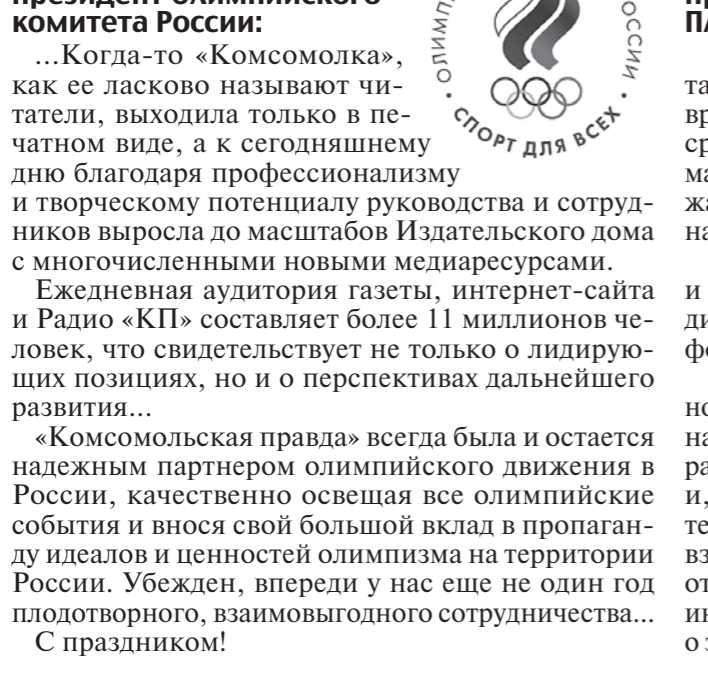 президент Олимпийского
комитета России:
...Когда-то «Комсомолка»,
как ее ласково называют чи-
татели, выходила только в пе-
чатном виде, а к сегодняшнему
дню благодаря профессионализму
и творческому потенциалу руководства и сотруд-
ников выросла до масштабов Издательского дома
с многочисленными новыми медиаресурсами.
Ежедневная аудитория газеты, интернет-сайта
и Радио «КП» составляет более 11 миллионов че-
ловек, что свидетельствует не только о лидирую-
щих позициях, но и о перспективах дальнейшего
развития...
«Комсомольская правда» всегда была и остается
надежным партнером олимпийского движения в
России, качественно освещая все олимпийские
события и внося свой большой вклад в пропаган-
ду идеалов и ценностей олимпизма на территории
России. Убежден, впереди у нас еще не один год
плодотворного, взаимовыгодного сотрудничества...
С праздником!
РОССИИ
СПОРТ ДЛЯ ВСЕХ